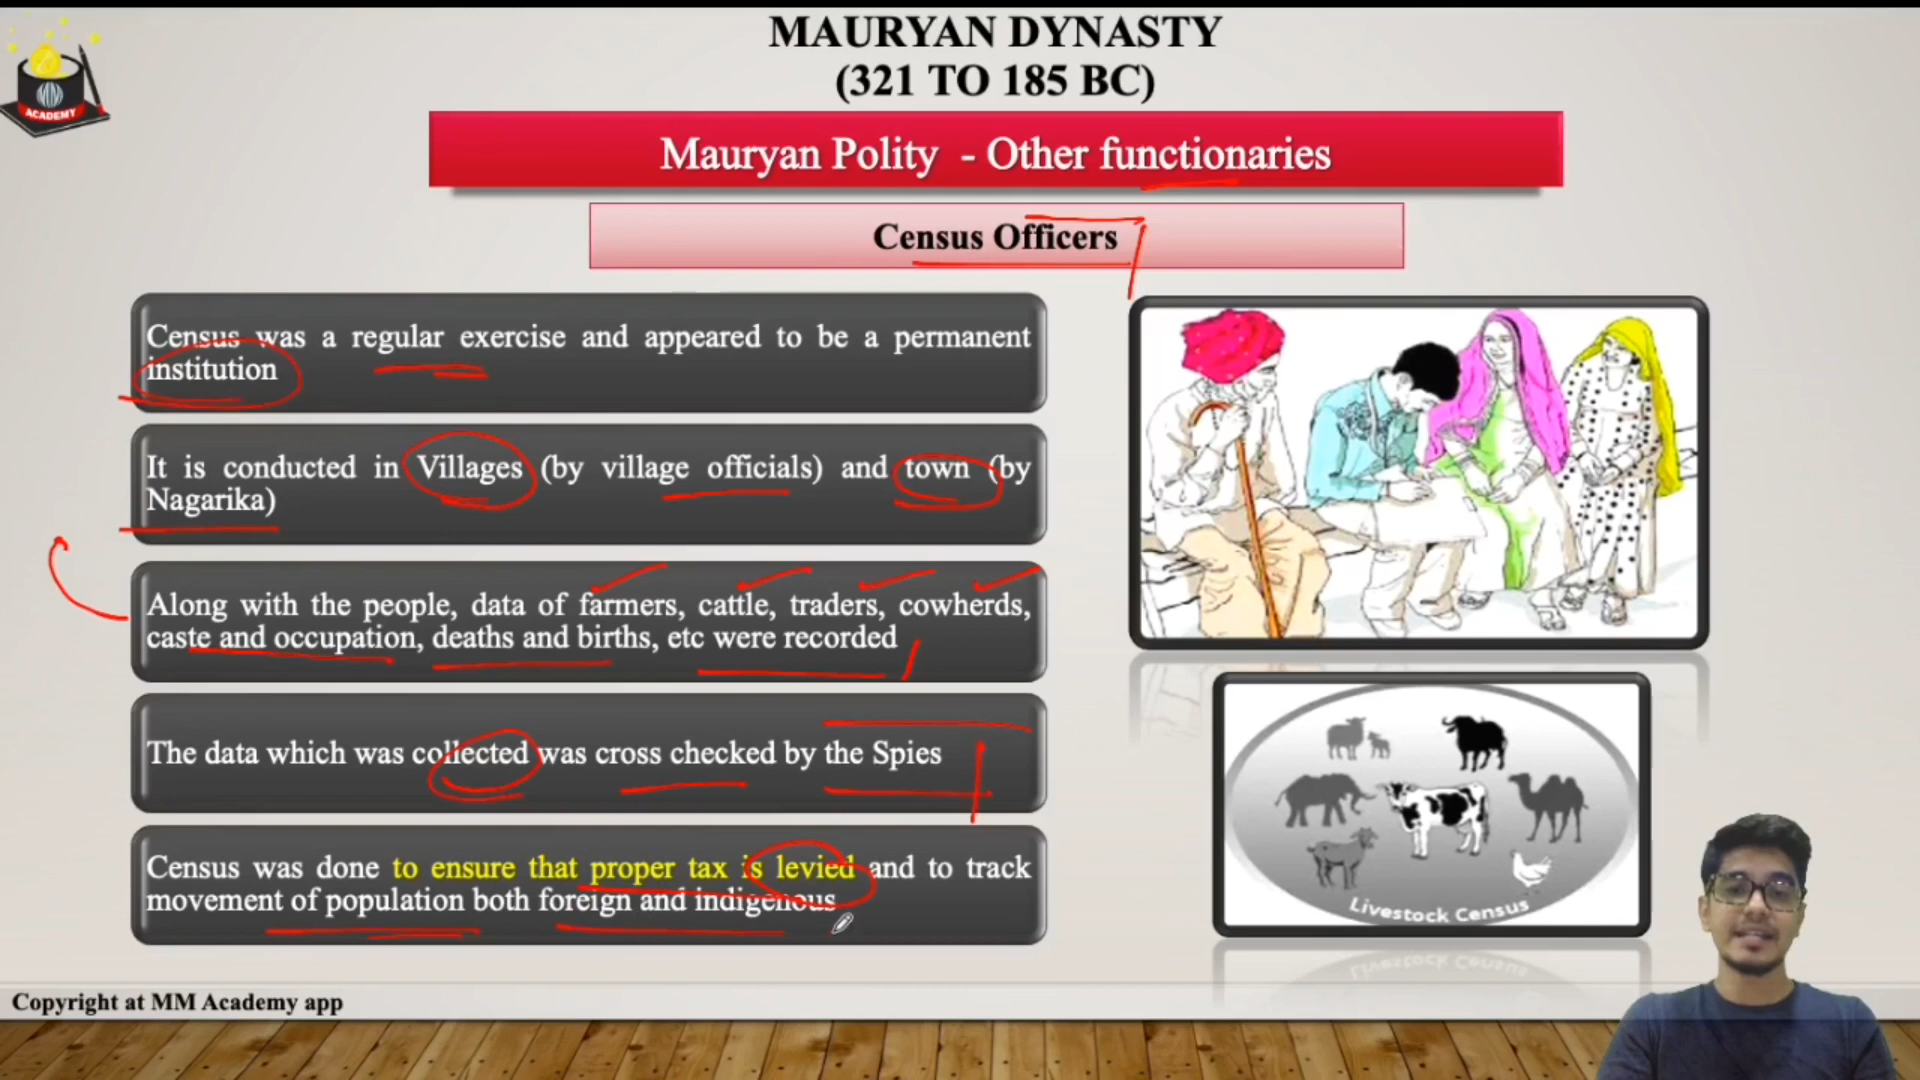 ACADEMY
MAURYAN DYNASTY
(321 TO 185 BC)
Mauryan Polity - Other functionaries
Census Officers
Census was a regular exercise and appeared to be a permanent
institution
It is conducted in Villages (by village officials) and town (by
Nagarika)
Along with the people, data of farmers, cattle, traders, cowherds,
caste and occupation, deaths and births, etc were recorded
The data which was collected was cross checked by the Spies
Census was done to ensure that proper tax is levied and to track
movement of population both foreign and indigenous
Livestock Census
Copyright at MM Academy app